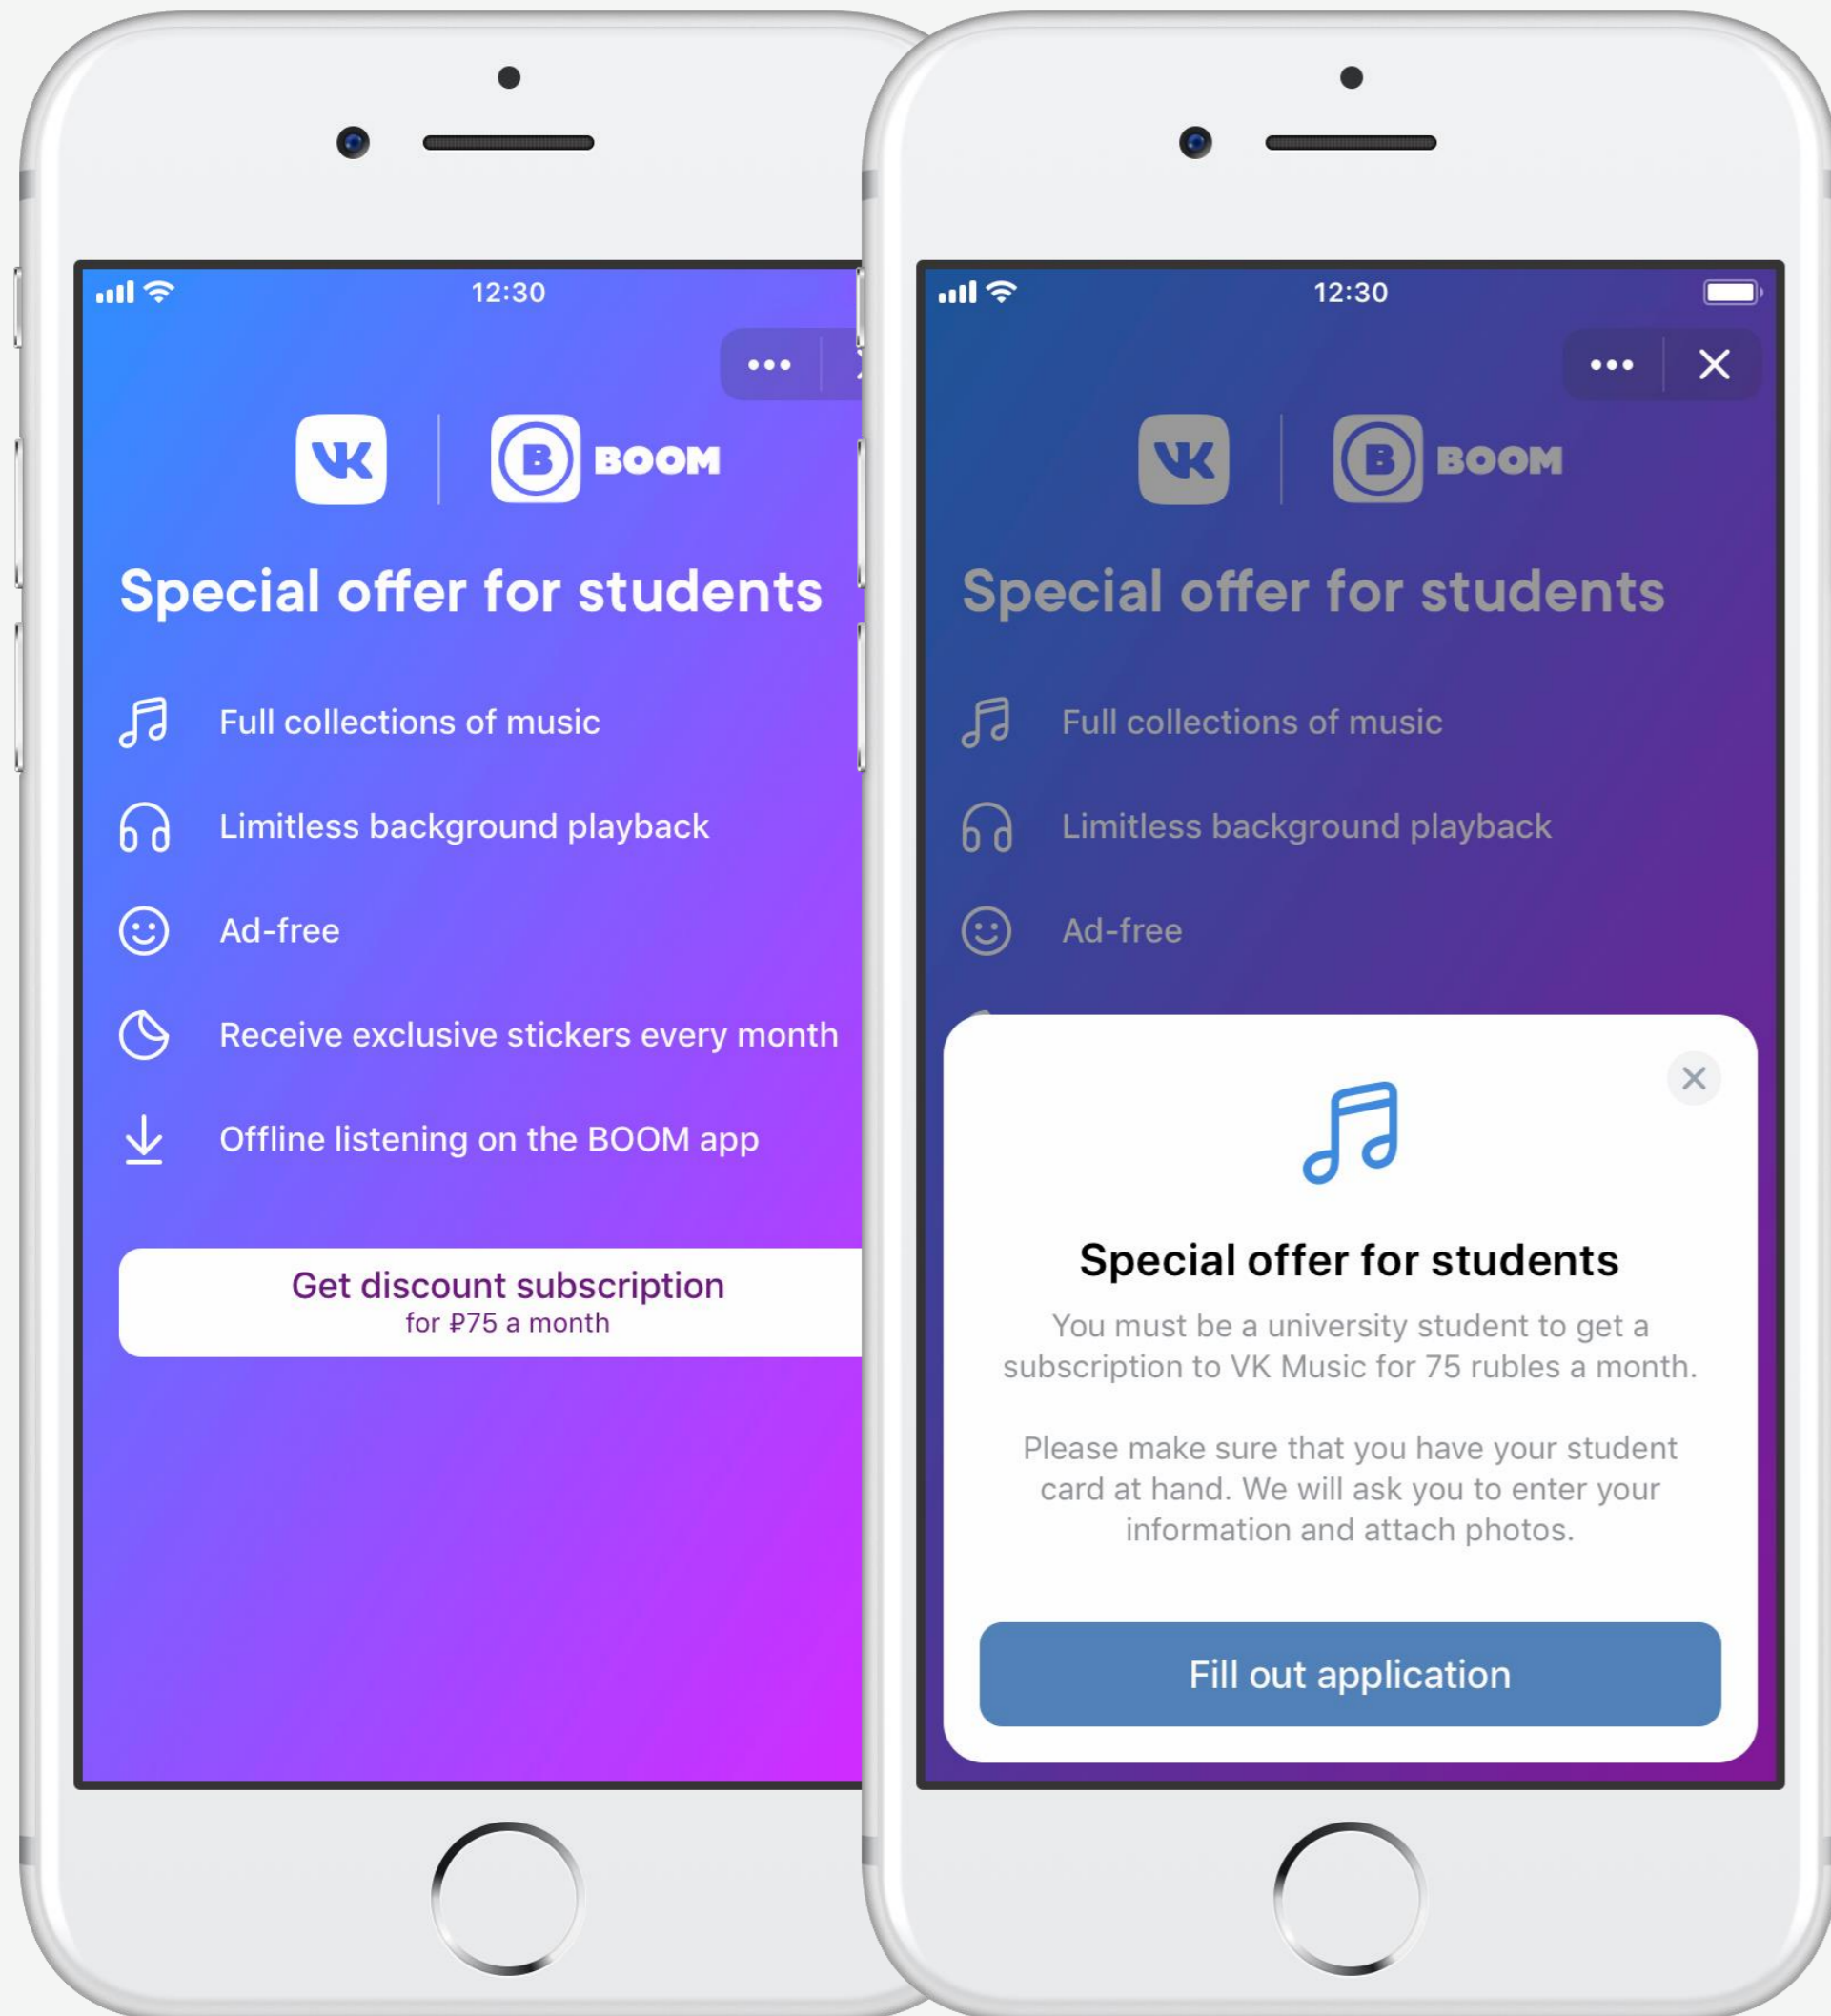 12:30
VK
B BOOM
Special offer for students
Full collections of music
Limitless background playback
Ad-free
Receive exclusive stickers every month
Offline listening on the BOOM app
Get discount subscription
for ₽75 a month
12:30
VK
B BOOM
Special offer for students
Full collections of music
Limitless background playback
Ad-free
Special offer for students
You must be a university student to get a
subscription to VK Music for 75 rubles a month.
Please make sure that you have your student
card at hand. We will ask you to enter your
information and attach photos.
Fill out application